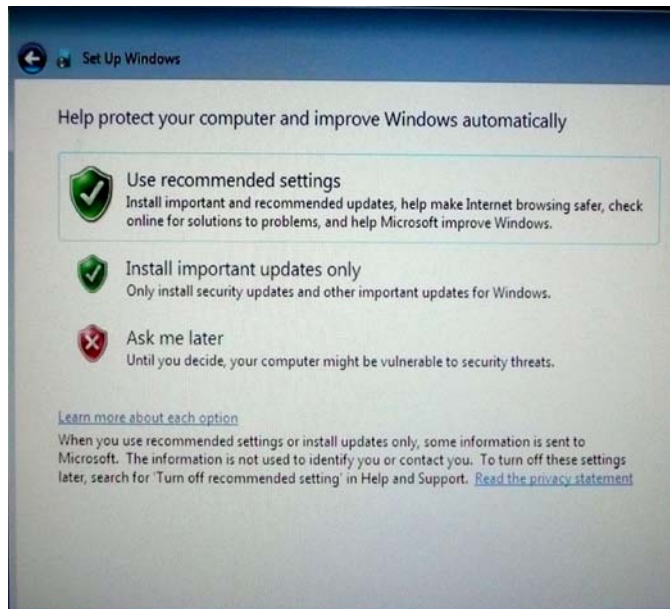 Set Up Windows
Help protect your computer and improve Windows automatically
Use recommended settings
Install important and recommended updates, help make Internet browsing safer, check
online for solutions to problems, and help Microsoft improve Windows.
Install important updates only
Only install security updates and other important updates for Windows.
Ask me later
Until you decide, your computer might be vulnerable to security threats.
Learn more about each option
When you use recommended settings or install updates only, some information is sent to
Microsoft. The information is not used to identify you or contact you. To turn off these settings
later, search for 'Turn off recommended setting' in Help and Support. Read the privacy statement